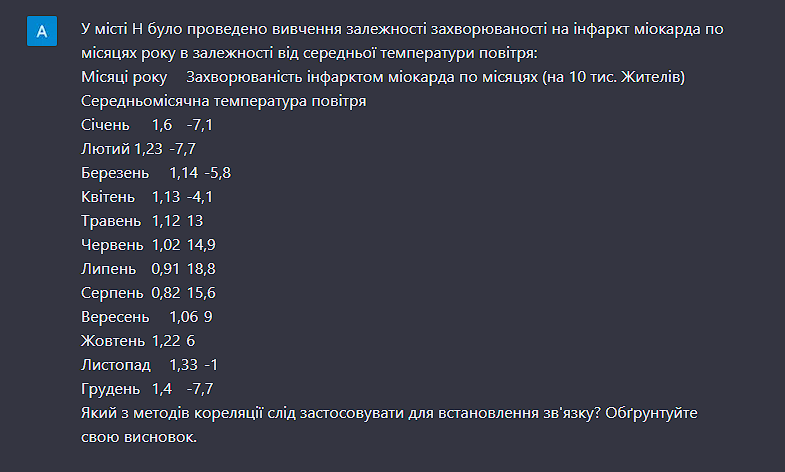 A
У місті Н було проведено вивчення залежності захворюваності на інфаркт міокарда по
місяцях року в залежності від середньої температури повітря:
Місяці року Захворюваність інфарктом міокарда по місяцях (на 10 тис. Жителів)
Середньомісячна температура повітря
Січень 1,6 -7,1
Лютий 1,23 -7,7
Березень 1,14 -5,8
Квітень 1,13 -4,1
Травень 1,12 13
Червень 1,02 14,9
Липень 0,91 18,8
Серпень 0,82 15,6
Вересень 1,06 9
Жовтень 1,22 6
Листопад 1,33 -1
Грудень 1,4 -7,7
Який з методів кореляції слід застосовувати для встановлення зв'язку? Обґрунтуйте
свою висновок.